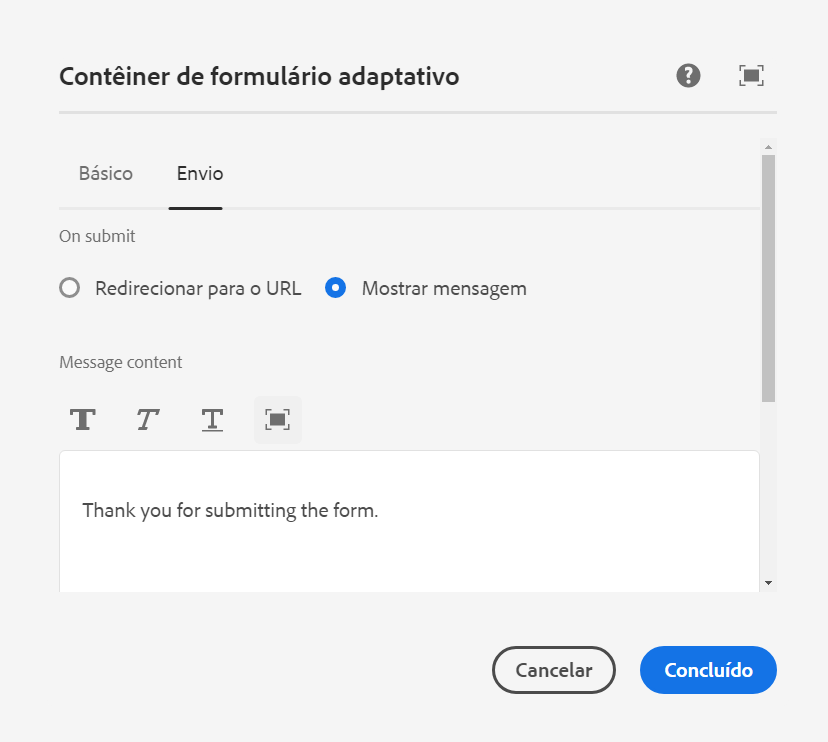 Contêiner de formulário adaptativo
Básico Envio
On submit
Redirecionar para o URL Mostrar mensagem
Message content
T T T
Thank you for submitting the form.
Cancelar Concluído